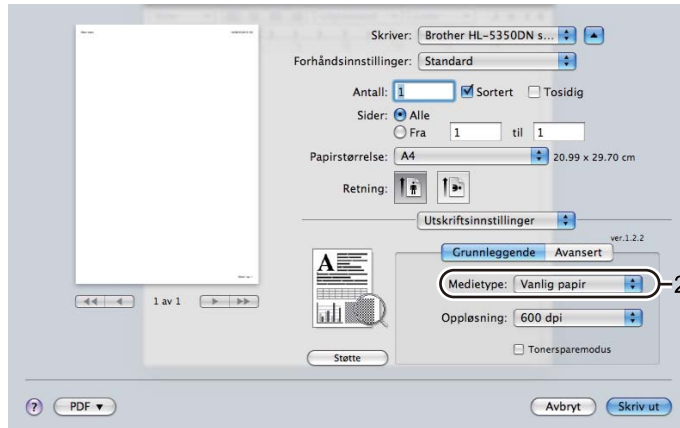 Skriver: Brother HL-5350DN s...
Forhåndsinnstillinger: Standard
Antall: 1 Sortert Tosidig
Sider: Alle
Fra 1 til 1
Papirstørrelse: A4 20.99 x 29.70 cm
Retning:
Utskriftsinnstillinger
ver.1.2.2
Grunnleggende Avansert
Medietype: Vanlig papir 2
1 av 1
Oppløsning: 600 dpi
Tonersparemodus
Støtte
? PDF ▼ Avbryt Skriv ut